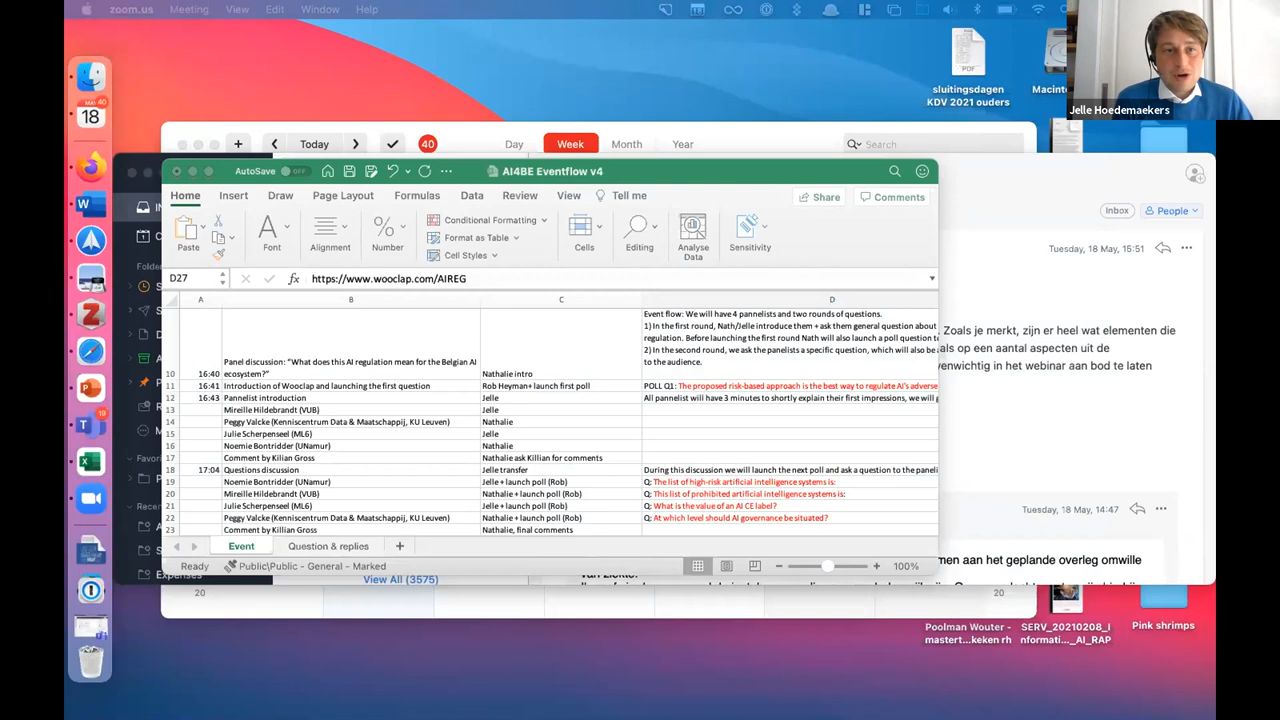 zoom.us Meeting View Edit Window Help
18
Jelle Hoedemaekers
PDF
sluitingsdagen
KDV 2021 ouders
Macint
MAY 40
18
Today
40
Day Week Month Year
Search
AutoSave OFF
AI4BE Eventflow v4
Home Insert Draw Page Layout Formulas Data Review View Tell me
Share Comments
Paste
Font
Alignment
Number
Conditional Formatting
Format as Table
Cell Styles
Cells
Editing
Analyse
Data
Sensitivity
D27
fx https://www.wooclap.com/AIREG
A B C D
Event flow: We will have 4 pannelists and two rounds of questions.
1) In the first round, Nath/Jelle introduce them + ask them general question about
regulation. Before launching the first round Nath will also launch a poll question to
2) In the second round, we ask the panelists a specific question, which will also be a
to the audience.
Panel discussion: "What does this AI regulation mean for the Belgian AI
10 16:40 ecosystem?" Nathalie intro
11 16:41 Introduction of Wooclap and launching the first question Rob Heyman+ launch first poll POLL Q1: The proposed risk-based approach is the best way to regulate AI's adverse
12 16:43 Pannelist introduction Jelle All pannelist will have 3 minutes to shortly explain their first impressions, we will g
13 Mireille Hildebrandt (VUB) Jelle
14 Peggy Valcke (Kenniscentrum Data & Maatschappij, KU Leuven) Nathalie
15 Julie Scherpenseel (ML6) Jelle
16 Noemie Bontridder (UNamur) Nathalie
17 Comment by Kilian Gross Nathalie ask Killian for comments
18 17:04 Questions discussion Jelle transfer During this discussion we will launch the next poll and ask a question to the paneli
19 Noemie Bontridder (UNamur) Jelle + launch poll (Rob) Q: The list of high-risk artificial intelligence systems is:
20 Mireille Hildebrandt (VUB) Nathalie + launch poll (Rob) Q: This list of prohibited artificial intelligence systems is:
21 Julie Scherpenseel (ML6) Jelle + launch poll (Rob) Q: What is the value of an AI CE label?
22 Peggy Valcke (Kenniscentrum Data & Maatschappij, KU Leuven) Nathalie + launch poll (Rob) Q: At which level should AI governance be situated?
23 Comment by Killian Gross Nathalie, final comments
Event Question & replies
Ready Public\Public - General - Marked 100%
Inbox People
Tuesday, 18 May, 15:51
. Zoals je merkt, zijn er heel wat elementen die
als op een aantal aspecten uit de
venwichtig in het webinar aan bod te laten
Tuesday, 18 May, 14:47
men aan het geplande overleg omwille
IN
Folde
Favori
Recen
Expenses
19
View All (3575)
20 20
Poolman Wouter -
mastert...keken rh
SERV_20210208_I
nformati..._AI_RAP
Pink shrimps